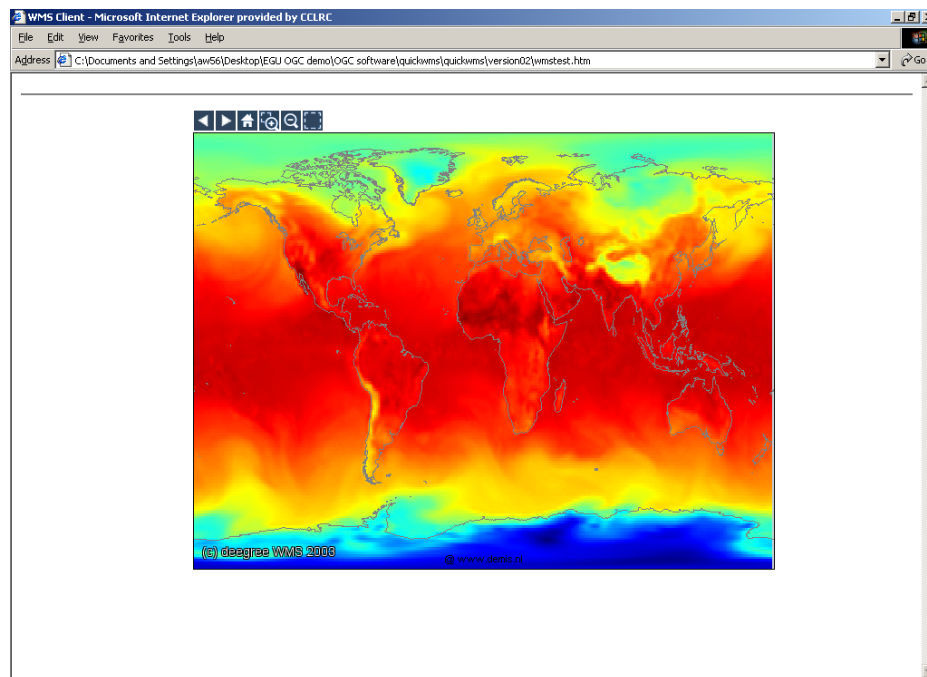 WMS Client - Microsoft Internet Explorer provided by CCLRC
File Edit View Favorites Tools Help
Address C:\Documents and Settings\aw56\Desktop\EGU OGC demo\OGC software\quickwms\quickwms\version02\wmstest.htm Go
(c) deegree WMS 2003